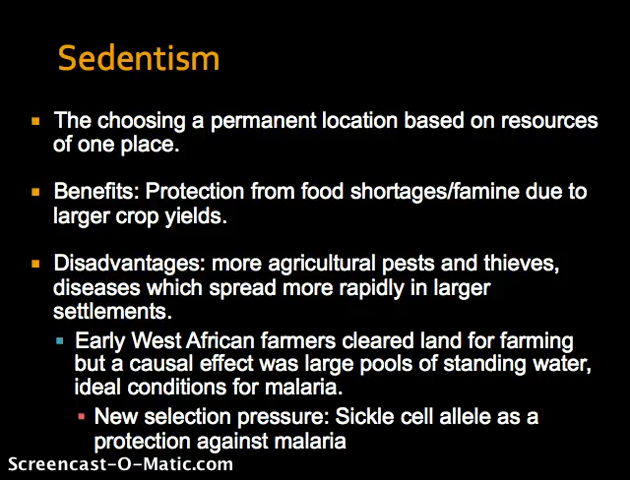 Sedentism
The choosing a permanent location based on resources
of one place.
Benefits: Protection from food shortages/famine due to
larger crop yields.
Disadvantages: more agricultural pests and thieves,
diseases which spread more rapidly in larger
settlements.
Early West African farmers cleared land for farming
but a causal effect was large pools of standing water,
ideal conditions for malaria.
New selection pressure: Sickle cell allele as a
protection against malaria
Screencast-O-Matic.com